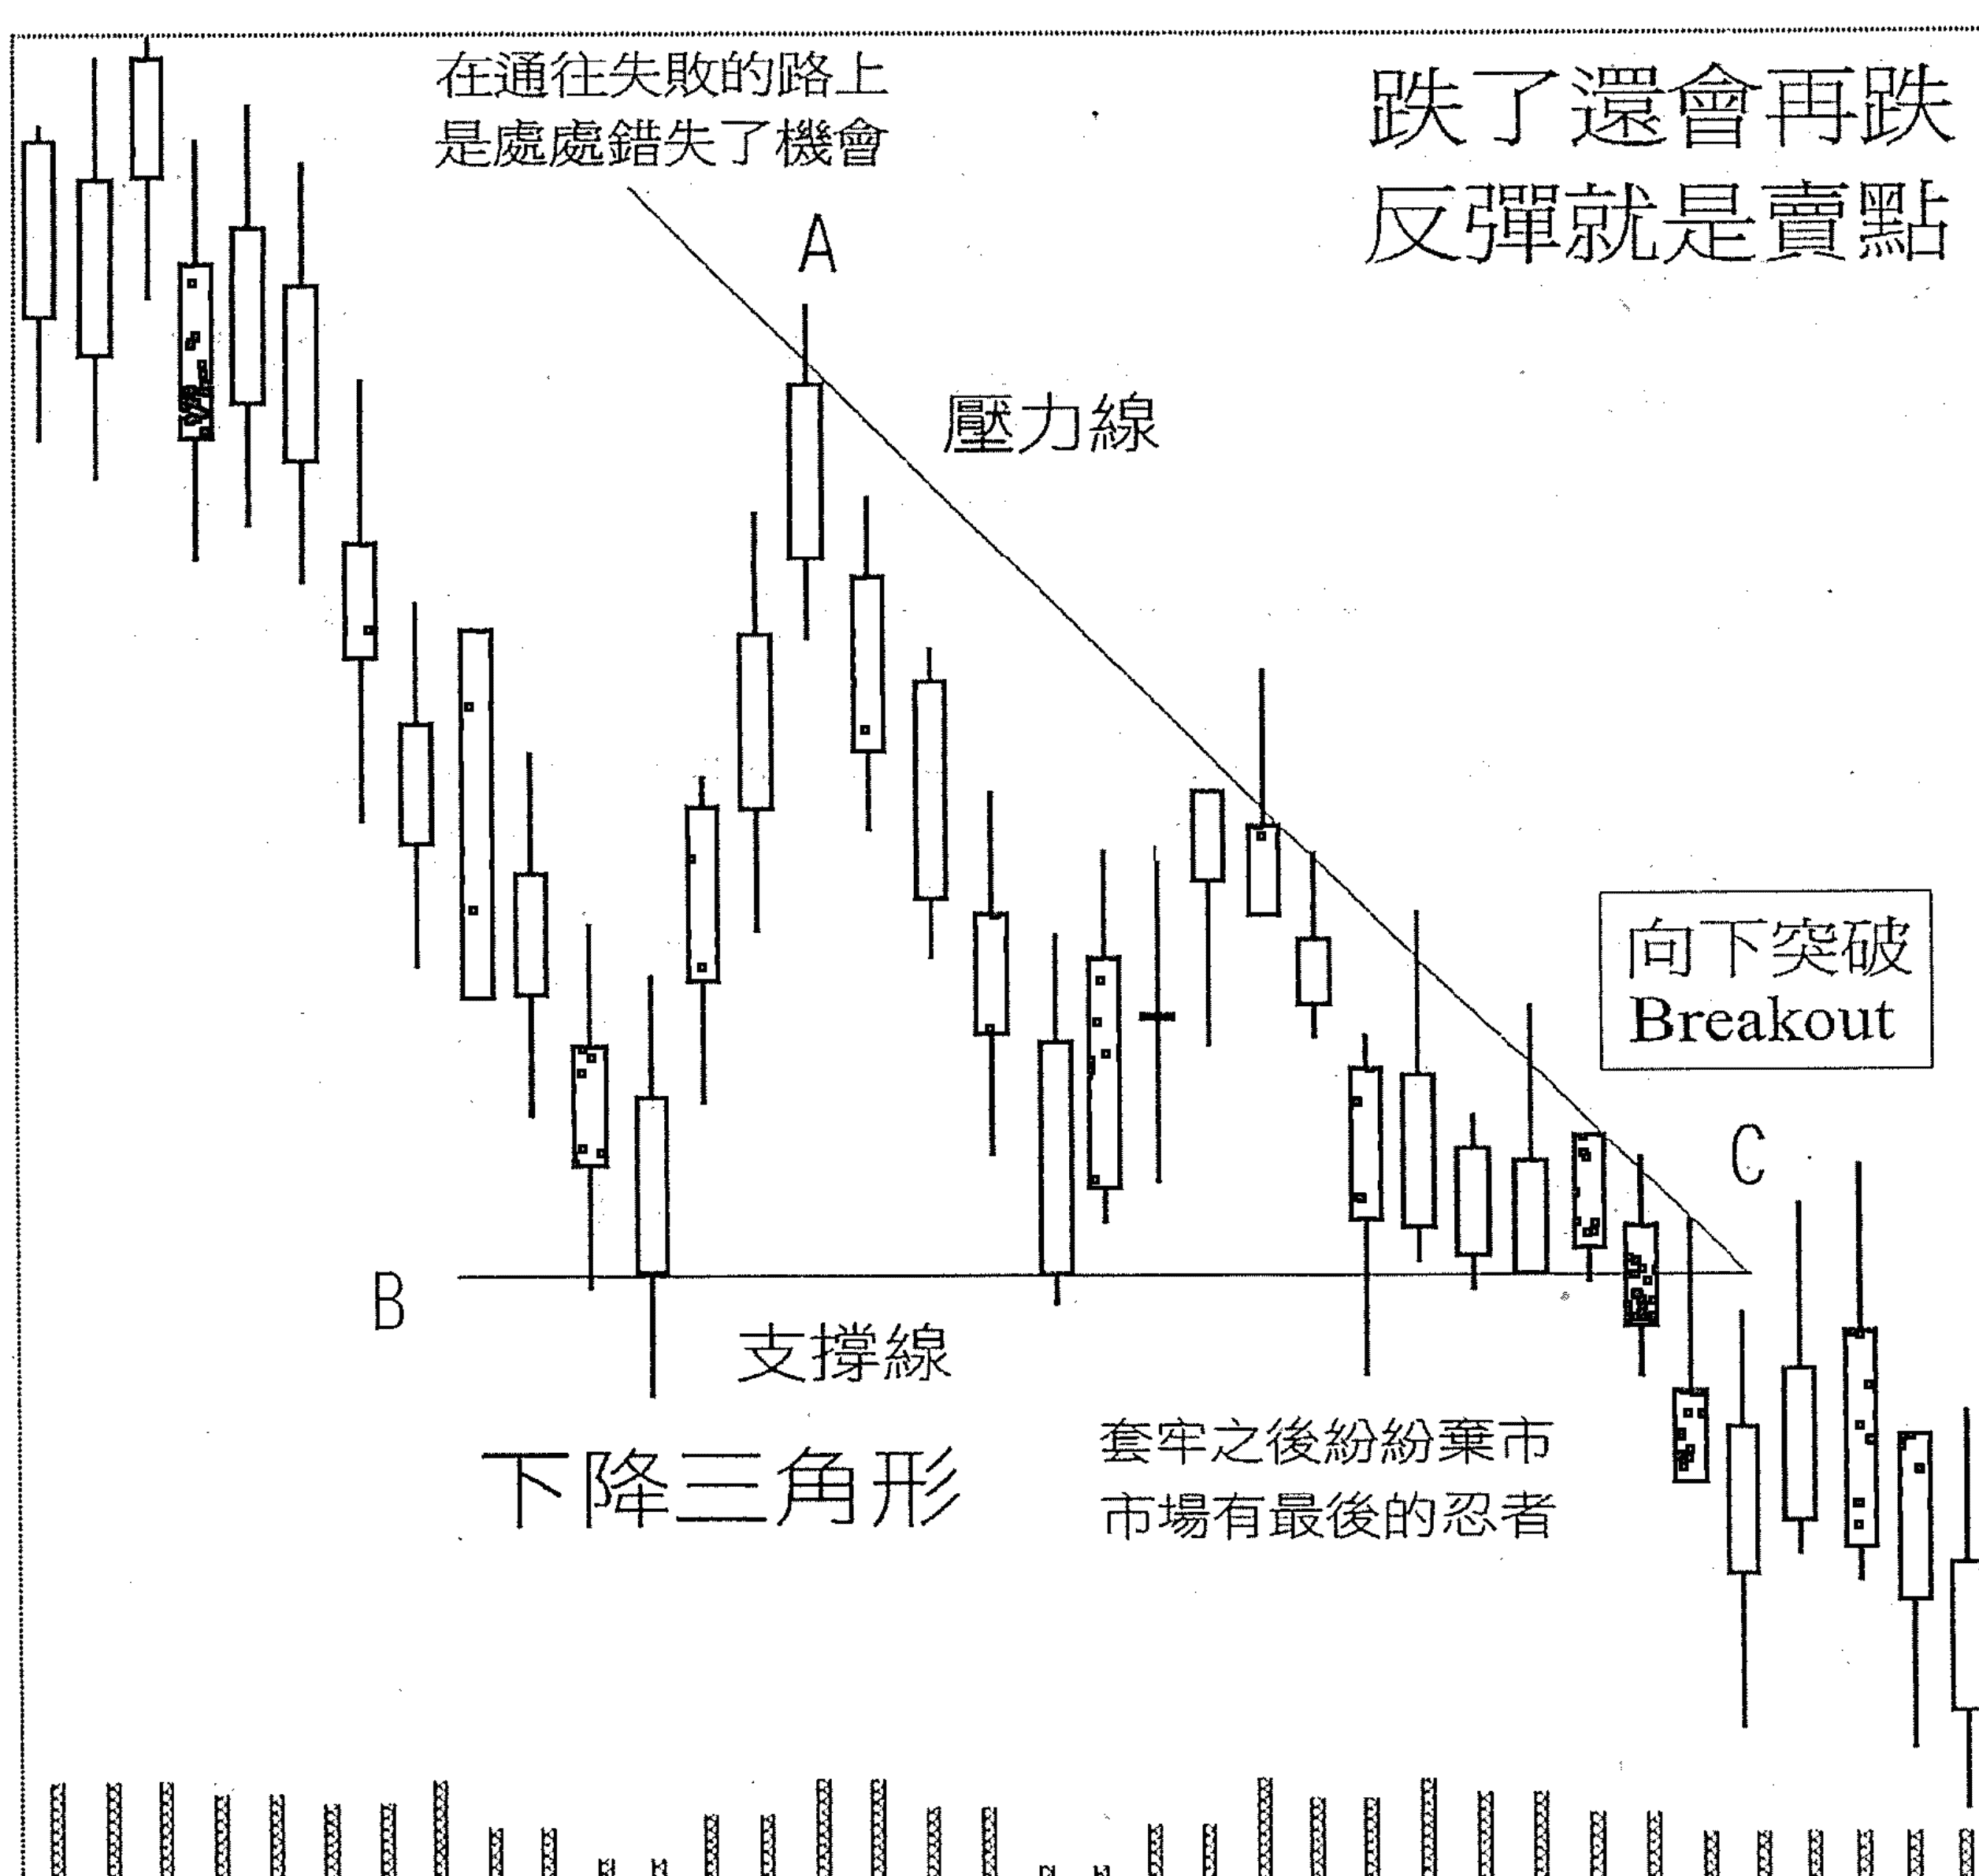 在通往失敗的路上
是處處錯失了機會
跌了還會再跌
反彈就是賣點
A
壓力線
向下突破
Breakout
C
B
支撐線
下降三角形
套牢之後紛紛棄市
市場有最後的忍者